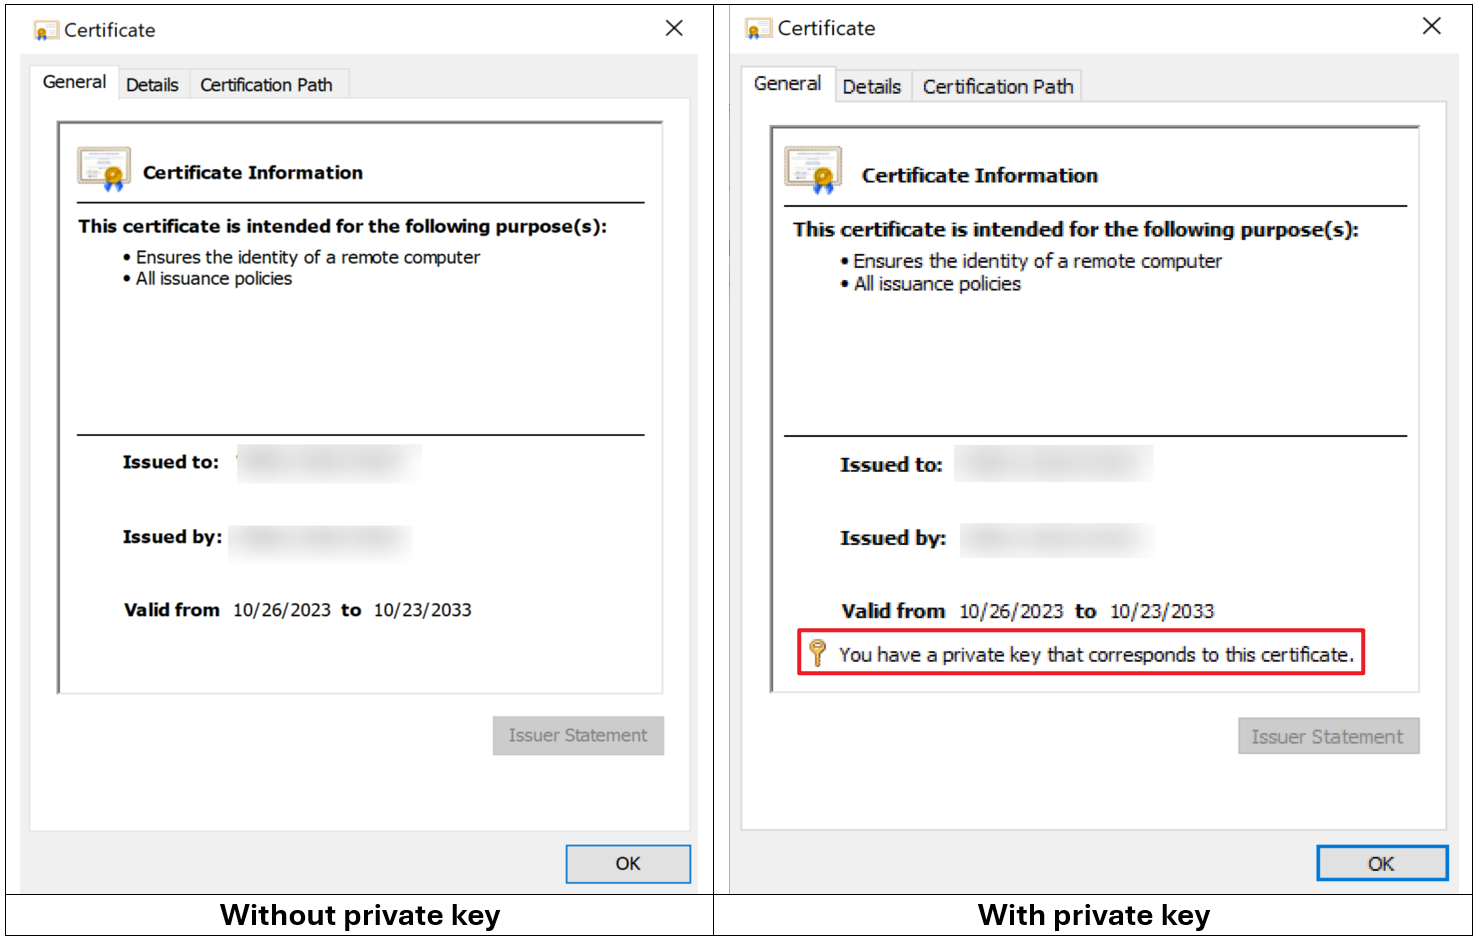 Certificate
General Details Certification Path
Certificate Information
This certificate is intended for the following purpose(s):
• Ensures the identity of a remote computer
• All issuance policies
Issued to:
Issued by:
Valid from 10/26/2023 to 10/23/2033
Issuer Statement
OK
Without private key
Certificate
General Details Certification Path
Certificate Information
This certificate is intended for the following purpose(s):
• Ensures the identity of a remote computer
• All issuance policies
Issued to:
Issued by:
Valid from 10/26/2023 to 10/23/2033
You have a private key that corresponds to this certificate.
Issuer Statement
OK
With private key